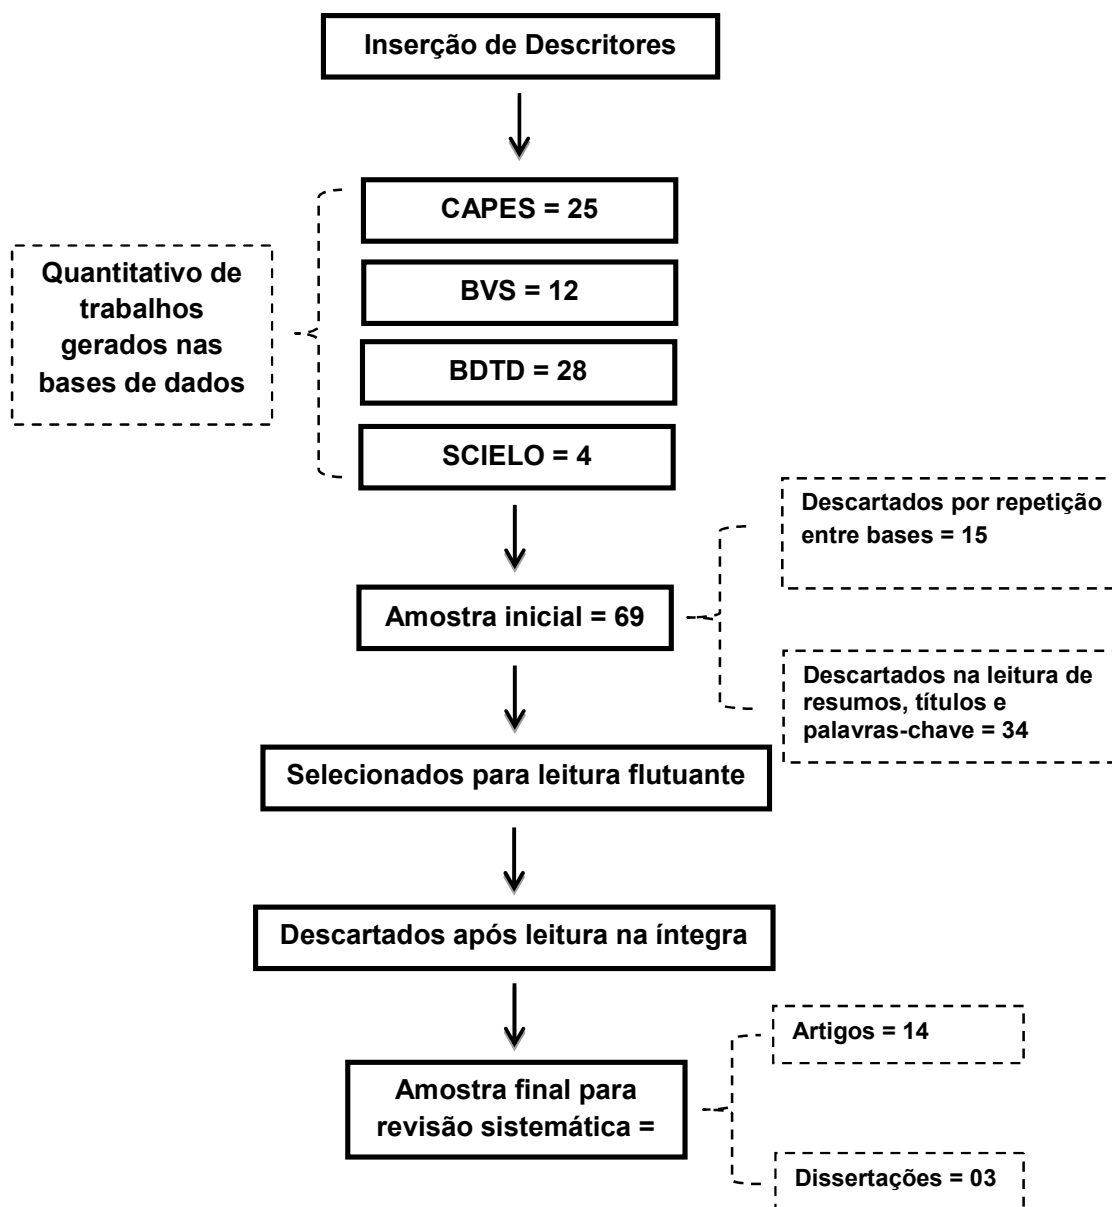 Inserção de Descritores
CAPES = 25
Quantitativo de
trabalhos
gerados nas
bases de dados
BVS = 12
BDTD = 28
SCIELO = 4
Descartados por repetição
entre bases = 15
Amostra inicial = 69
Descartados na leitura de
resumos, títulos e
palavras-chave = 34
Selecionados para leitura flutuante
Descartados após leitura na íntegra
Artigos = 14
Amostra final para
revisão sistemática =
Dissertações = 03